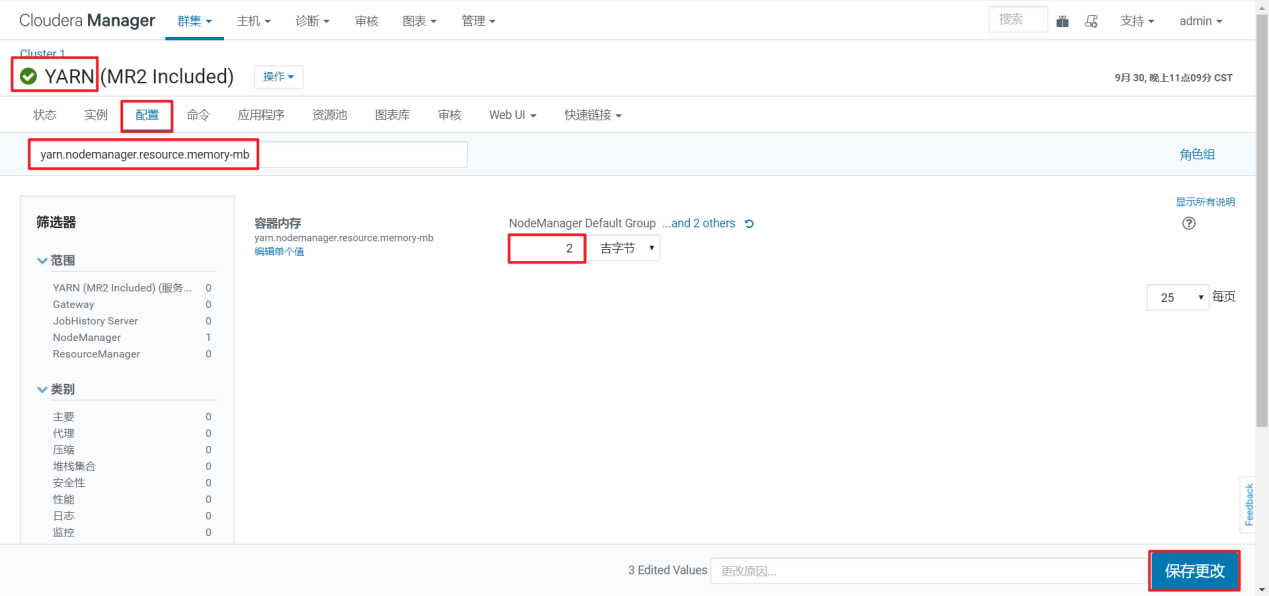 Cloudera Manager 群集 主机 诊断 审核 图表 管理 搜索 支持 admin
Cluster 1
YARN (MR2 Included) 操作 9月 30, 晚上11点09分 CST
状态 实例 配置 命令 应用程序 资源池 图表库 审核 Web UI 快速链接
yarn.nodemanager.resource.memory-mb 角色组
显示所有说明
筛选器 容器内存 NodeManager Default Group ...and 2 others
yarn.nodemanager.resource.memory-mb
编辑单个值 2 吉字节
范围
YARN (MR2 Included) (服务... 0
25 每页
Gateway 0
JobHistory Server 0
NodeManager 1
ResourceManager 0
类别
主要 0
代理 0
压缩 0
堆栈集合 0
安全性 0
性能 0
日志 0
监控 0
Feedback
3 Edited Values 更改原因... 保存更改